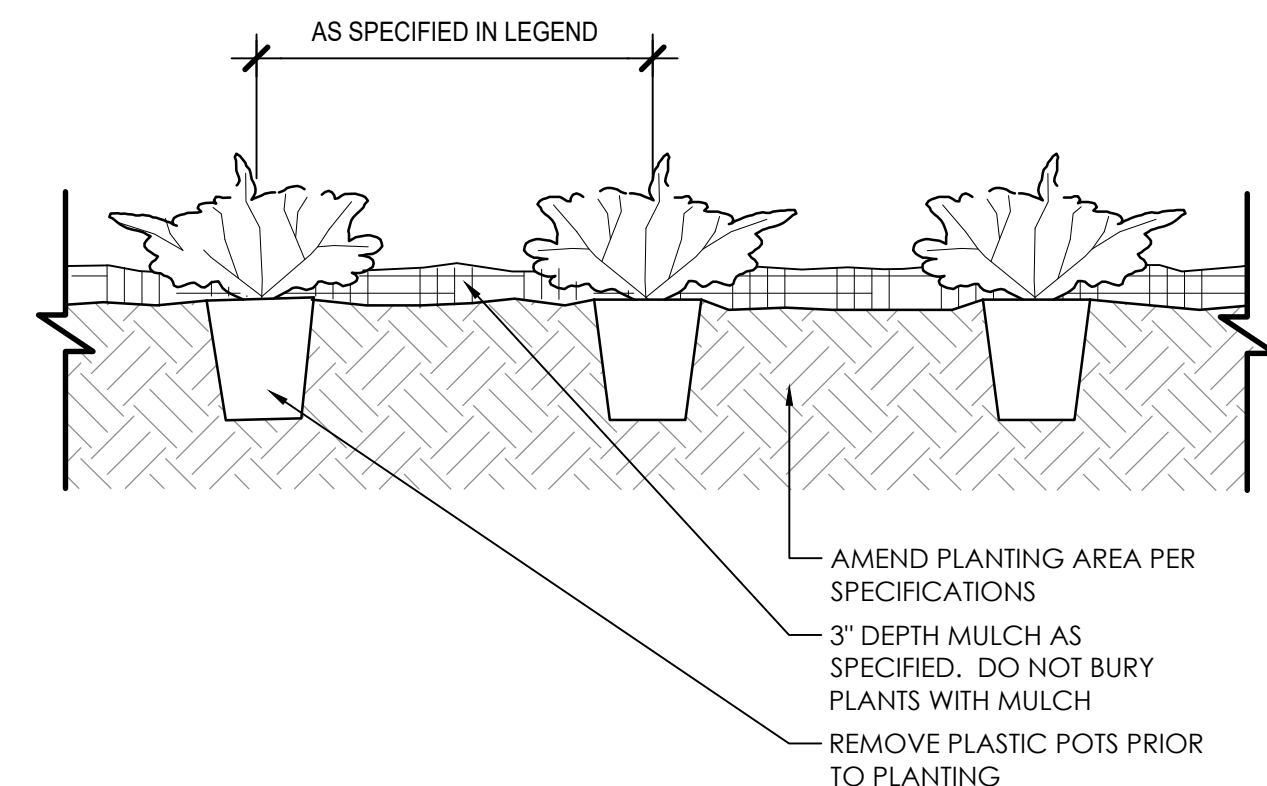 AS SPECIFIED IN LEGEND
AMEND PLANTING AREA PER
SPECIFICATIONS
3" DEPTH MULCH AS
SPECIFIED. DO NOT BURY
PLANTS WITH MULCH
REMOVE PLASTIC POTS PRIOR
TO PLANTING